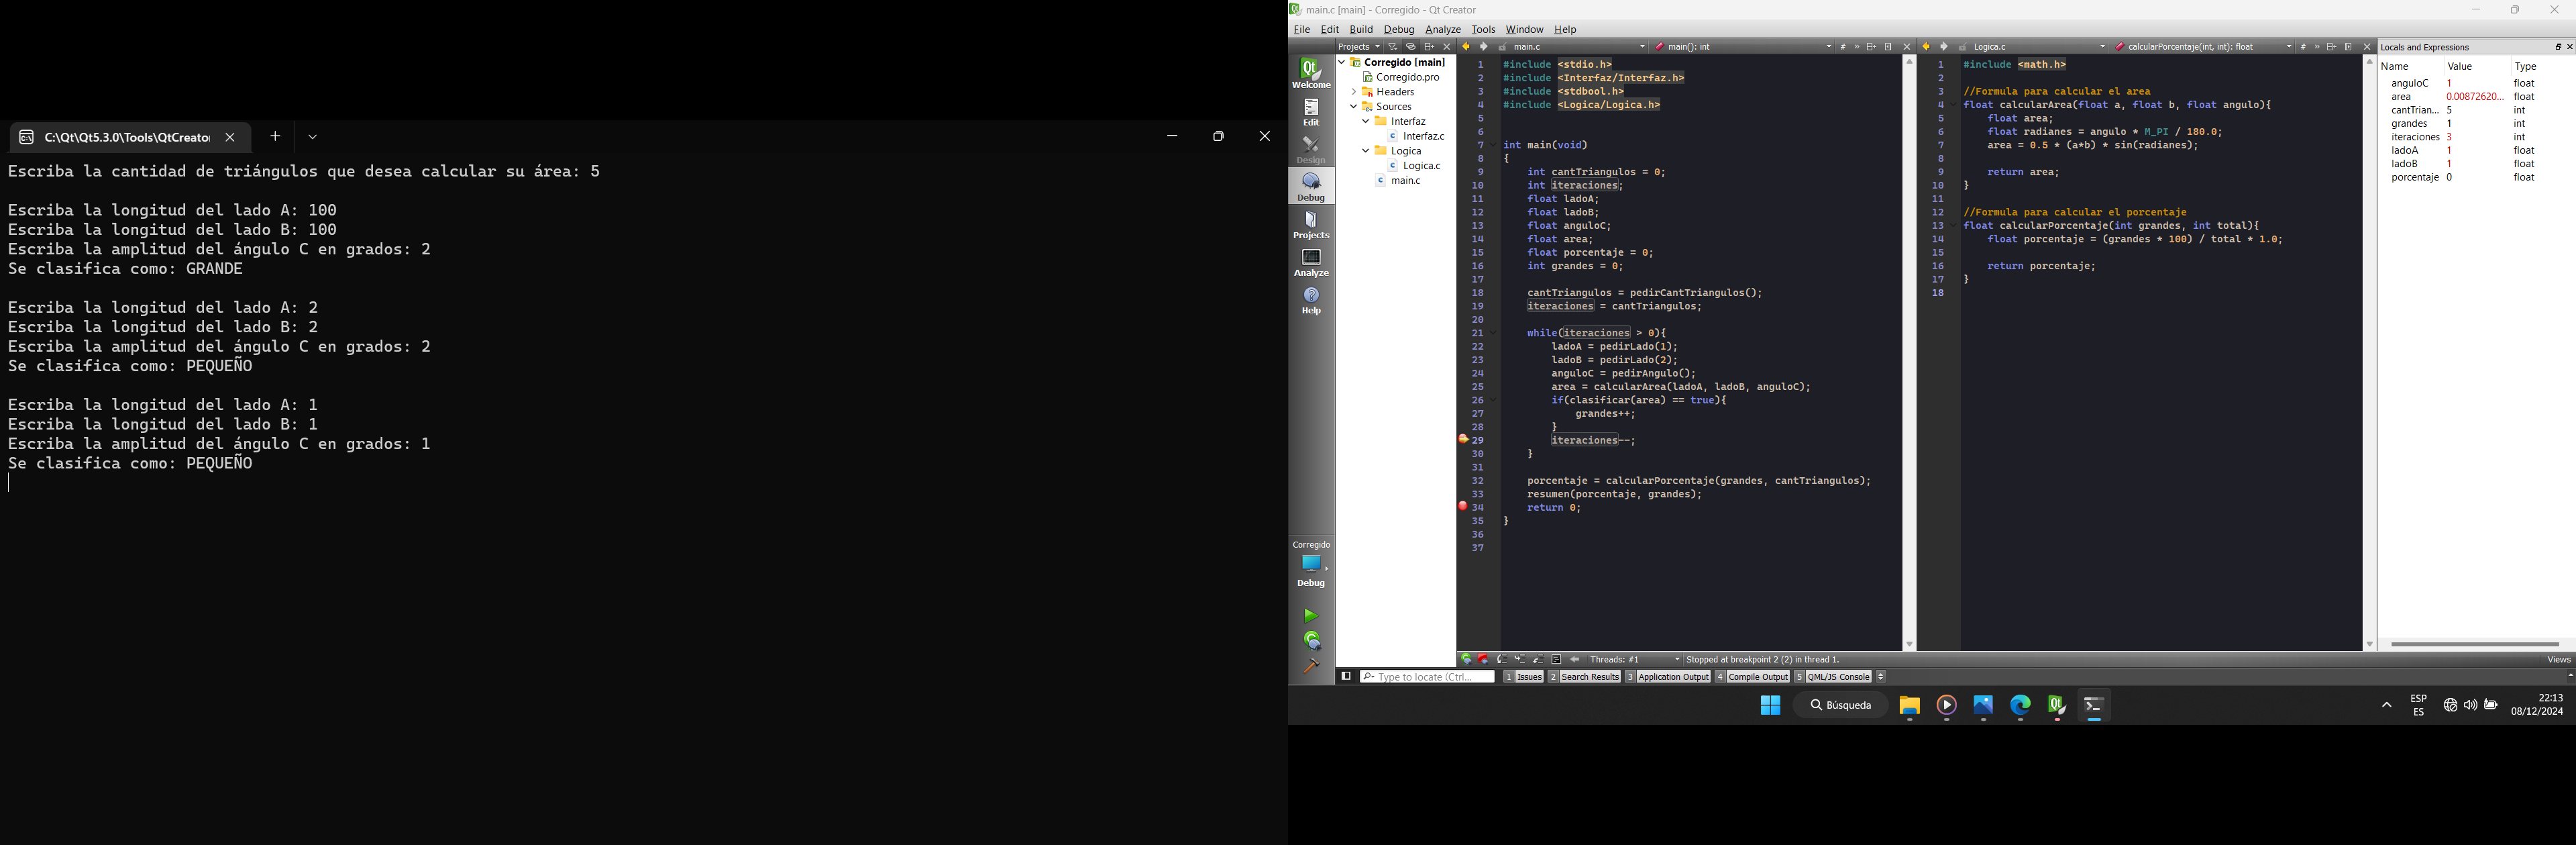 C:\Qt\Qt5.3.0\Tools\QtCreato
Escriba la cantidad de triángulos que desea calcular su área: 5
Escriba la longitud del lado A: 100
Escriba la longitud del lado B: 100
Escriba la amplitud del ángulo C en grados: 2
Se clasifica como: GRANDE
Escriba la longitud del lado A: 2
Escriba la longitud del lado B: 2
Escriba la amplitud del ángulo C en grados: 2
Se clasifica como: PEQUEÑO
Escriba la longitud del lado A: 1
Escriba la longitud del lado B: 1
Escriba la amplitud del ángulo C en grados: 1
Se clasifica como: PEQUEÑO
main.c [main] - Corregido - Qt Creator
File Edit Build Debug Analyze Tools Window Help
Welcome
Edit
Design
Debug
Projects
Analyze
Help
Corregido
Debug
Projects
Corregido [main]
Corregido.pro
Headers
Sources
Interfaz
Interfaz.c
Logica
Logica.c
main.c
main.c main(): int #
1 #include <stdio.h>
2 #include <Interfaz/Interfaz.h>
3 #include <stdbool.h>
4 #include <Logica/Logica.h>
5
6
7 int main(void)
8 {
9 int cantTriangulos = 0;
10 int iteraciones;
11 float ladoA;
12 float ladoB;
13 float anguloC;
14 float area;
15 float porcentaje = 0;
16 int grandes = 0;
17
18 cantTriangulos = pedirCantTriangulos();
19 iteraciones = cantTriangulos;
20
21 while(iteraciones > 0){
22 ladoA = pedirLado(1);
23 ladoB = pedirLado(2);
24 anguloC = pedirAngulo();
25 area = calcularArea(ladoA, ladoB, anguloC);
26 if(clasificar(area) == true){
27 grandes++;
28 }
29 iteraciones--;
30 }
31
32 porcentaje = calcularPorcentaje(grandes, cantTriangulos);
33 resumen(porcentaje, grandes);
34 return 0;
35 }
36
37
Logica.c calcularPorcentaje(int, int): float #
1 #include <math.h>
2
3 //Formula para calcular el area
4 float calcularArea(float a, float b, float angulo){
5 float area;
6 float radianes = angulo * M_PI / 180.0;
7 area = 0.5 * (a*b) * sin(radianes);
8
9 return area;
10 }
11
12 //Formula para calcular el porcentaje
13 float calcularPorcentaje(int grandes, int total){
14 float porcentaje = (grandes * 100) / total * 1.0;
15
16 return porcentaje;
17 }
18
Locals and Expressions
Name Value Type
anguloC 1 float
area 0.00872620... float
cantTrian... 5 int
grandes 1 int
iteraciones 3 int
ladoA 1 float
ladoB 1 float
porcentaje 0 float
Threads: #1 Stopped at breakpoint 2 (2) in thread 1.
Views
Type to locate (Ctrl... 1 Issues 2 Search Results 3 Application Output 4 Compile Output 5 QML/JS Console
Búsqueda
ESP
ES
22:13
08/12/2024